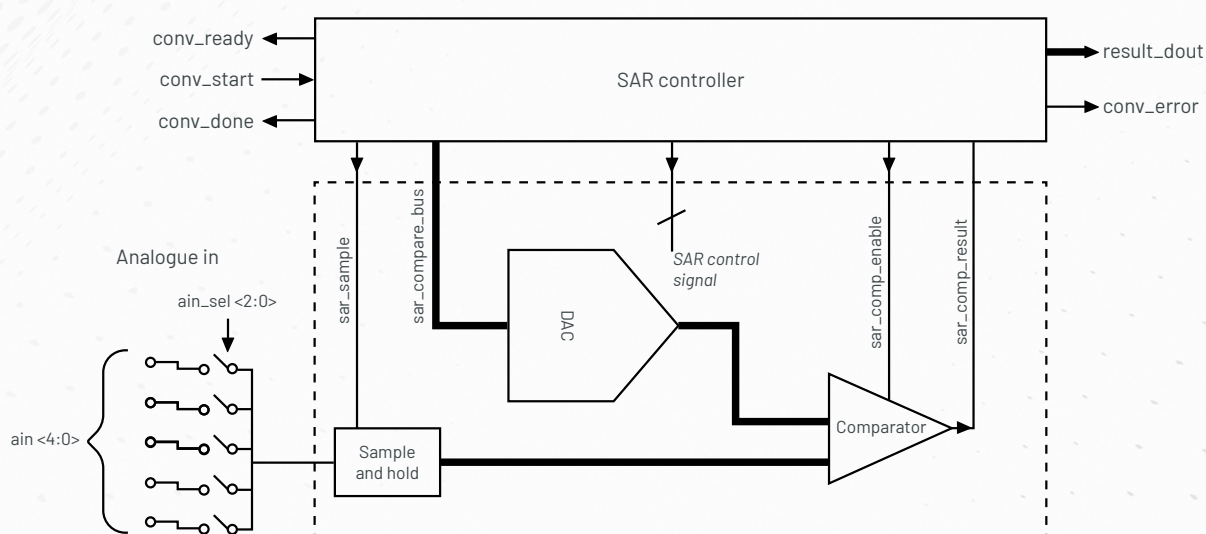 conv_ready
conv_start
conv_done
SAR controller
result_dout
conv_error
sar_sample
sar_compare_bus
SAR control
signal
sar_comp_enable
sar_comp_result
Analogue in
ain_sel <2:0>
DAC
ain <4:0>
Sample
and hold
Comparator